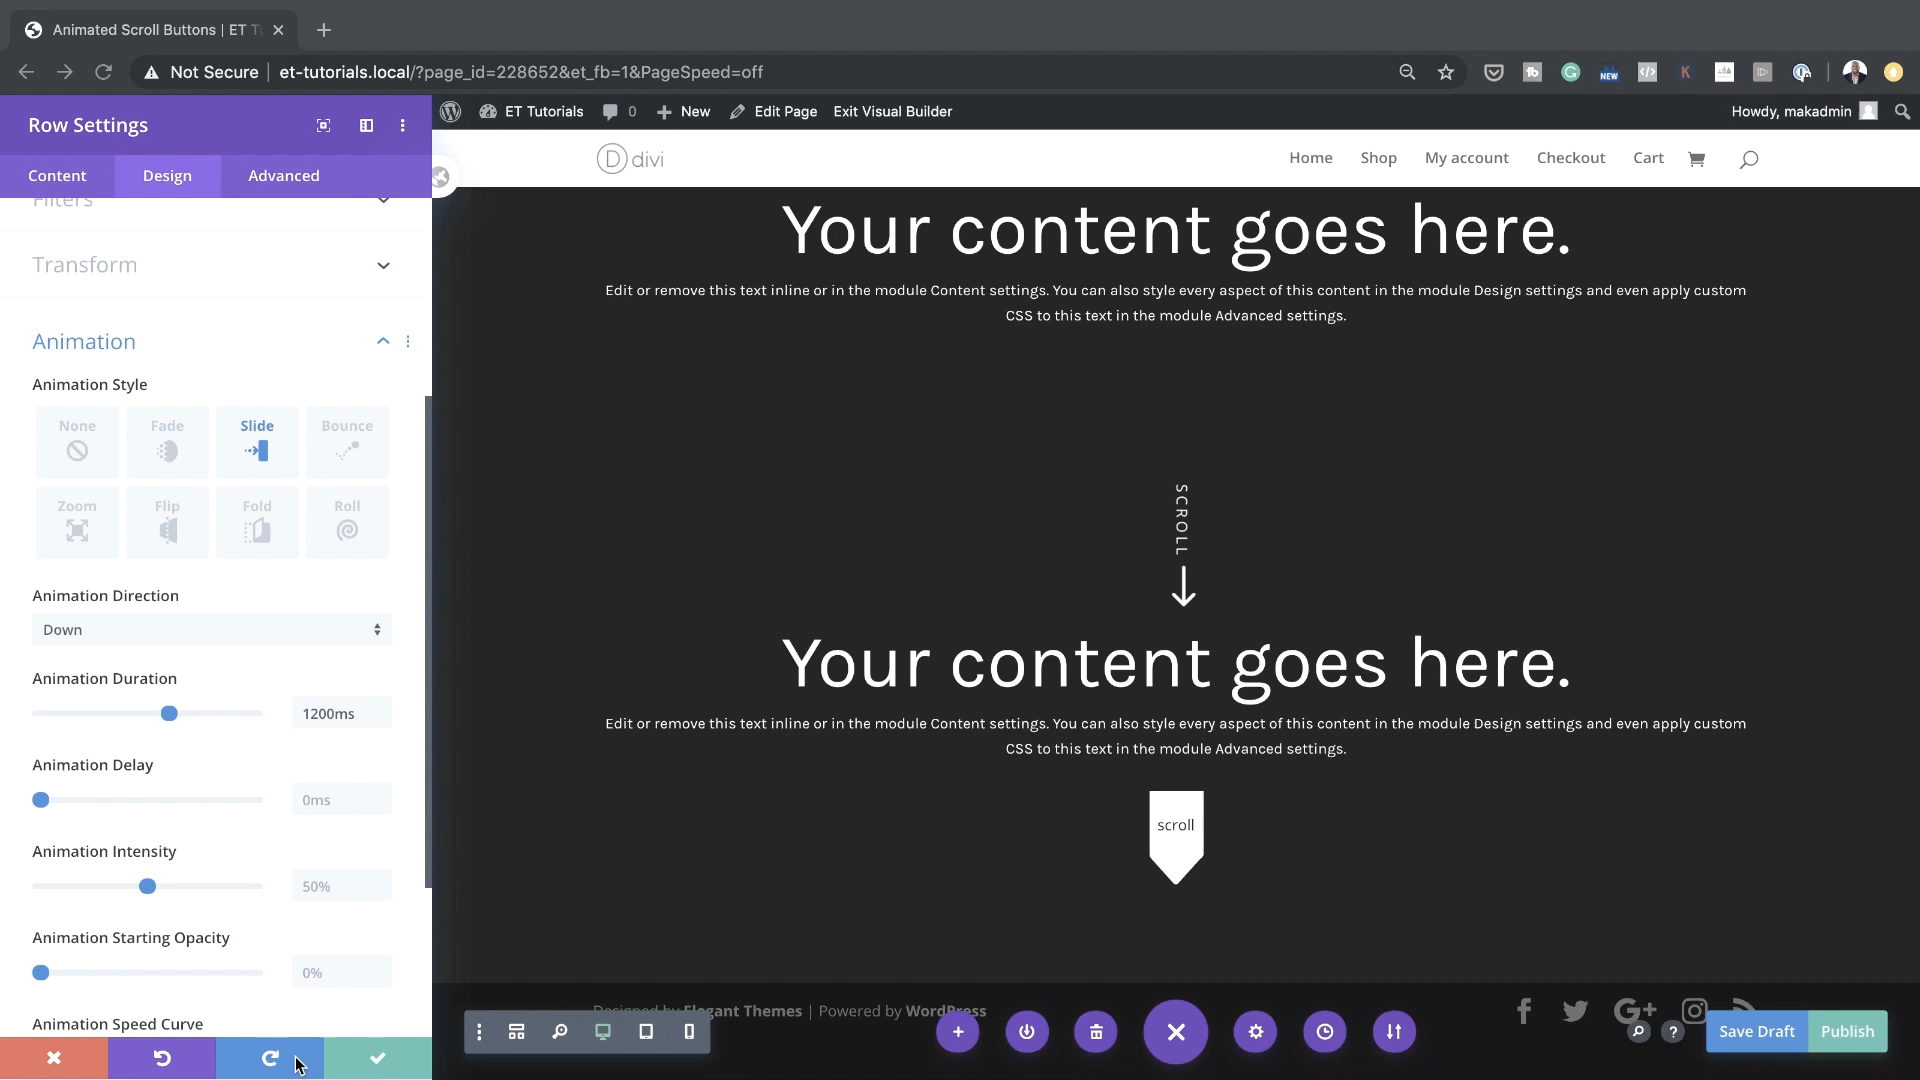 Animated Scroll Buttons | ET T
Not Secure
et-tutorials.local/?page_id=228652&et_fb=1&PageSpeed=off
NEW
Row Settings
ET Tutorials
0
New
Edit Page
Exit Visual Builder
Howdy, makadmin
Content
Design
Advanced
divi
Home
Shop
My account
Checkout
Cart
Filters
Transform
Animation
Animation Style
None
Fade
Slide
Bounce
Zoom
Flip
Fold
Roll
Animation Direction
Down
Animation Duration
1200ms
Animation Delay
0ms
Animation Intensity
50%
Animation Starting Opacity
0%
Animation Speed Curve
Your content goes here.
Edit or remove this text inline or in the module Content settings. You can also style every aspect of this content in the module Design settings and even apply custom
CSS to this text in the module Advanced settings.
SCROLL
Your content goes here.
Edit or remove this text inline or in the module Content settings. You can also style every aspect of this content in the module Design settings and even apply custom
CSS to this text in the module Advanced settings.
scroll
Designed by Elegant Themes | Powered by WordPress
Save Draft
Publish